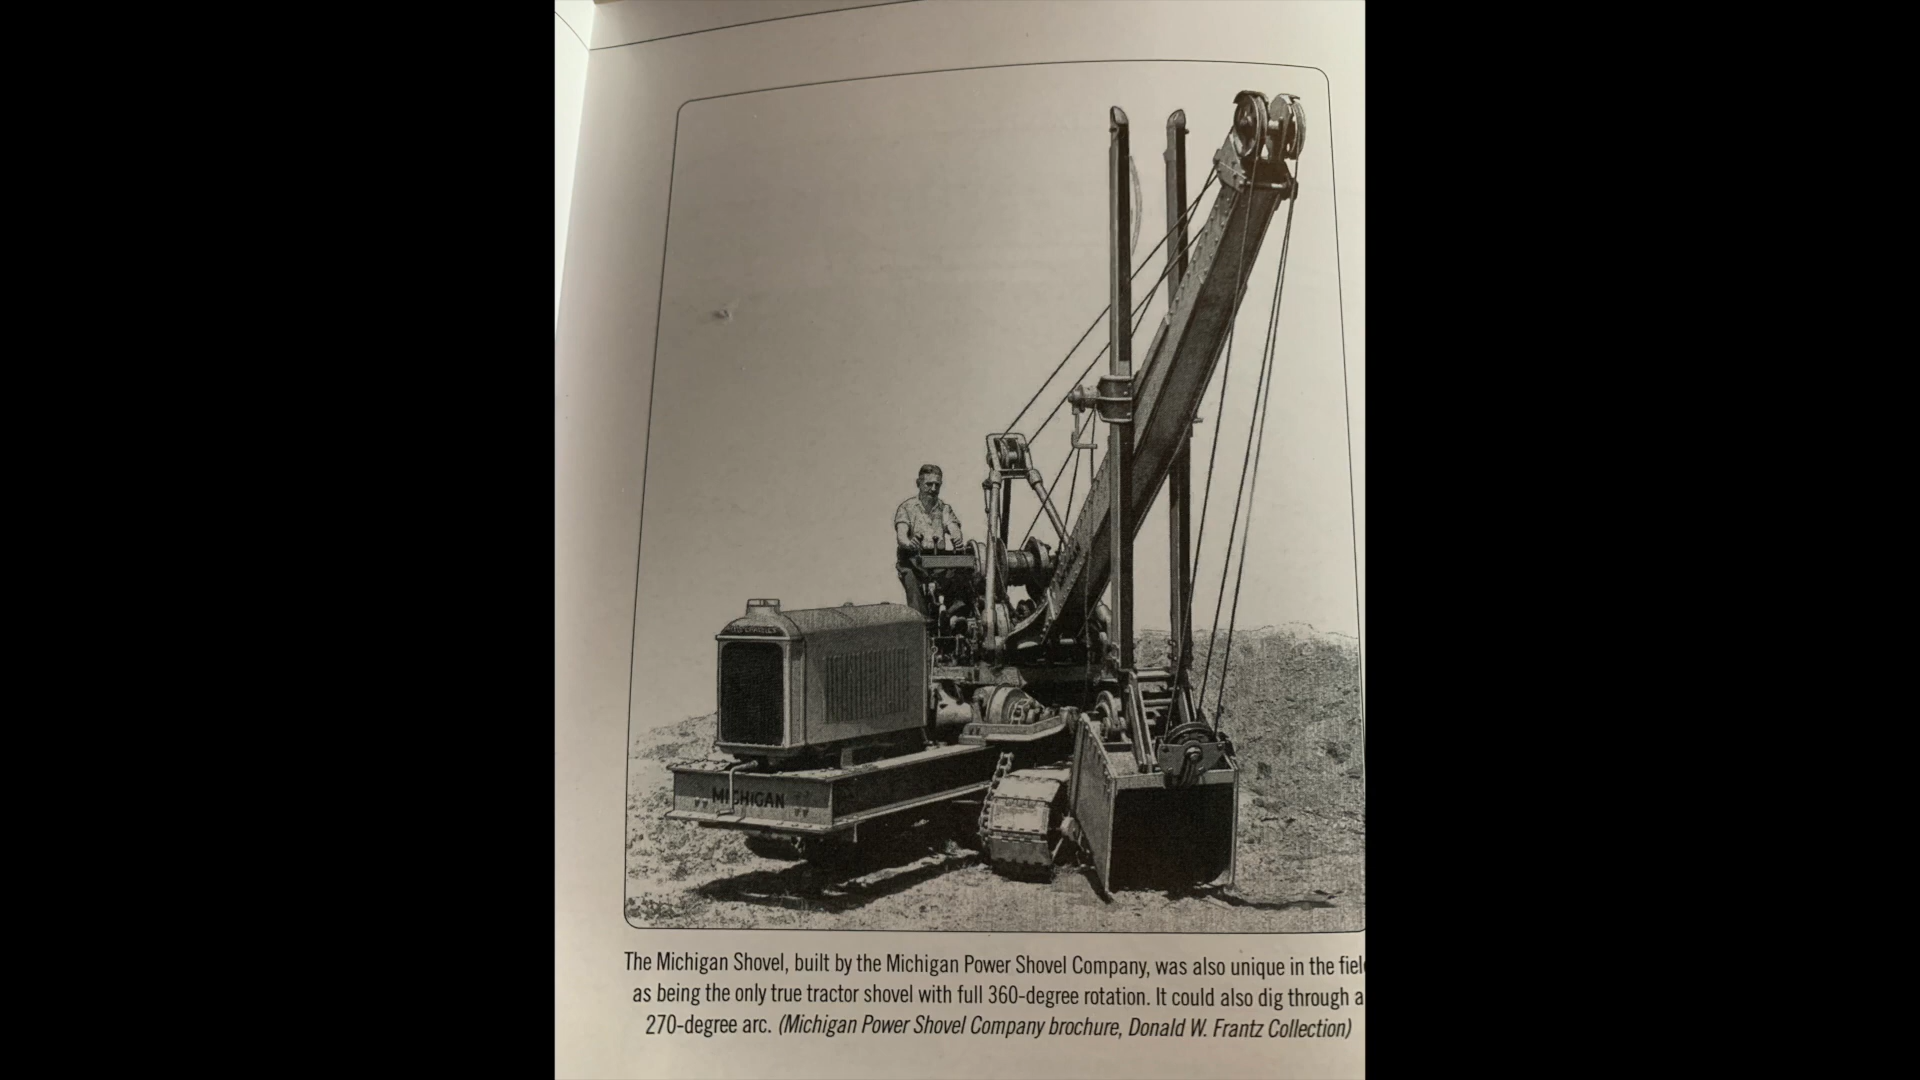 MICHIGAN
The Michigan Shovel, built by the Michigan Power Shovel Company, was also unique in the
as being the only true tractor shovel with full 360-degree rotation. It could also dig through a
270-degree arc. (Michigan Power Shovel Company brochure, Donald W. Frantz Collection)